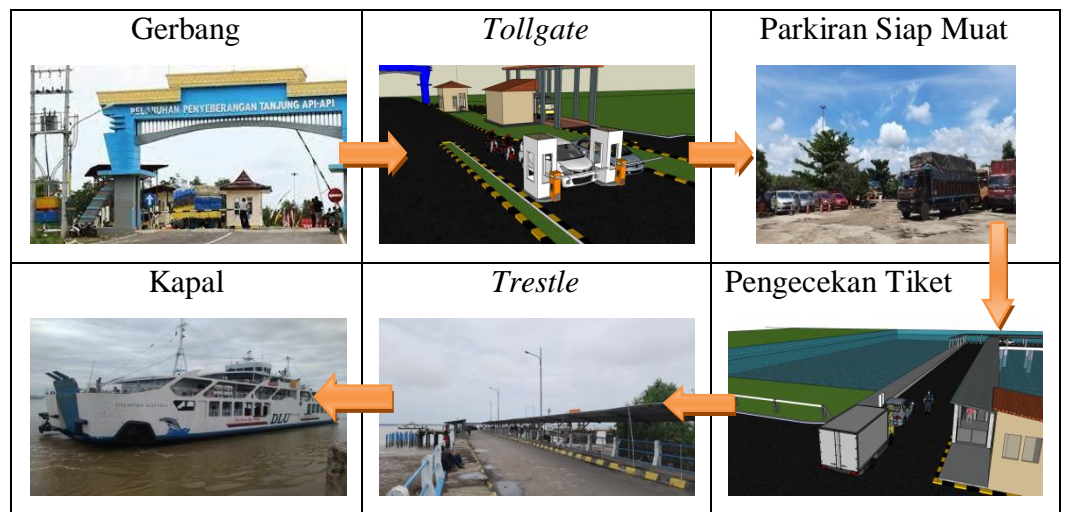 Gerbang
Tollgate
Parkiran Siap Muat
PELABUHAN PENYEBERANGAN TANJUNG API-API
Kapal
Trestle
Pengecekan Tiket
DLU